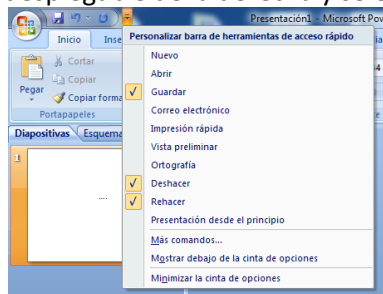 Presentación1 - Microsoft Pow
Inicio Inse
Personalizar barra de herramientas de acceso rápido
Cortar
Copiar
Pegar
Copiar forma
Portapapeles
Diapositivas Esquema
1
Nuevo
Abrir
Guardar
Correo electrónico
Impresión rápida
Vista preliminar
Ortografía
Deshacer
Rehacer
Presentación desde el principio
Más comandos...
Mostrar debajo de la cinta de opciones
Minimizar la cinta de opciones